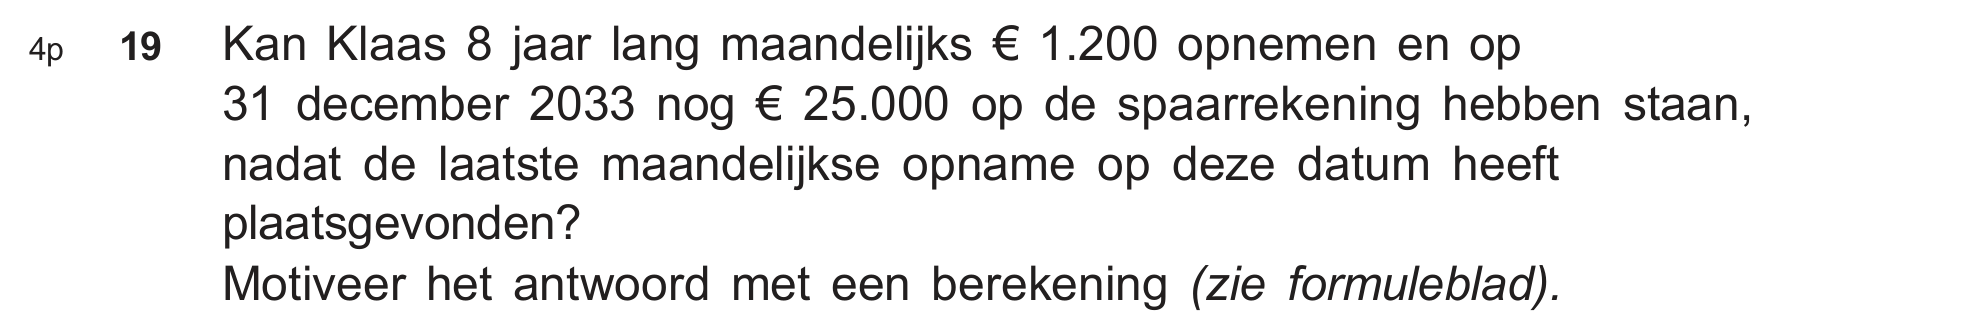 4p 19 Kan Klaas 8 jaar lang maandelijks € 1.200 opnemen en op
31 december 2033 nog € 25.000 op de spaarrekening hebben staan,
nadat de laatste maandelijkse opname op deze datum heeft
plaatsgevonden?
Motiveer het antwoord met een berekening (zie formuleblad).